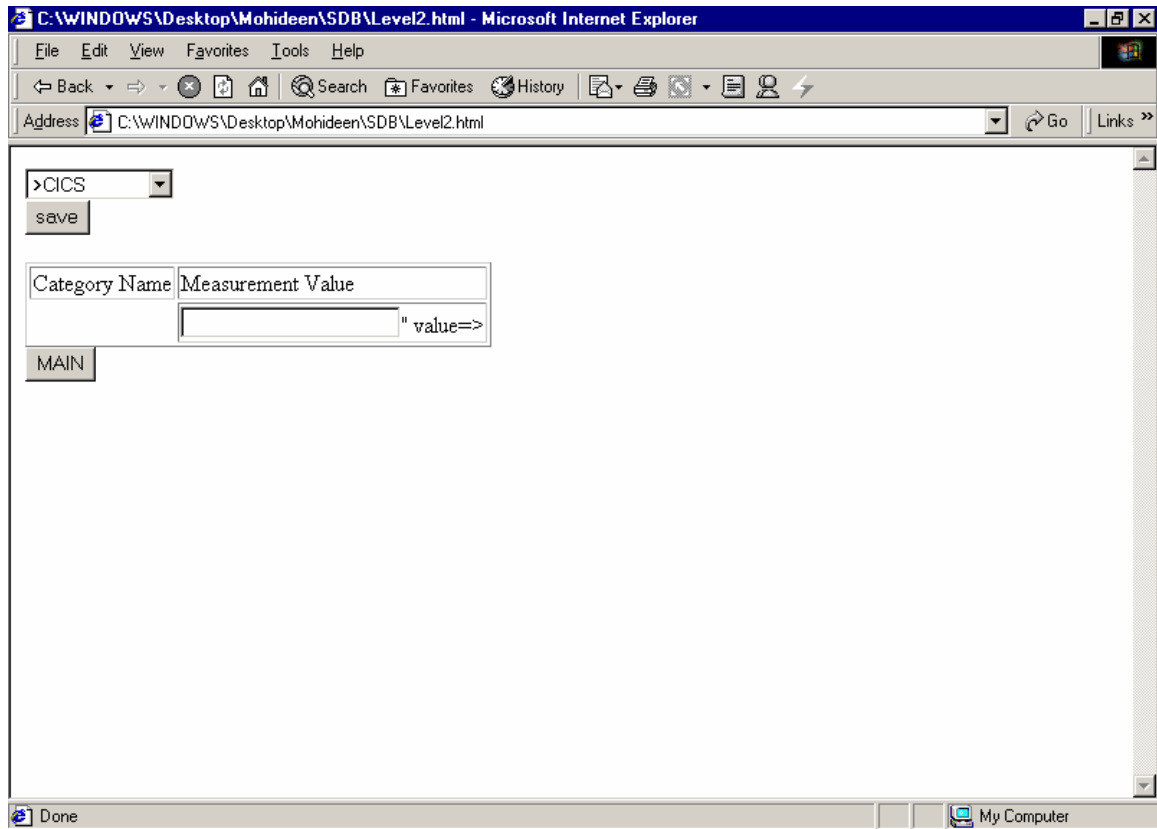 C:\WINDOWS\Desktop\Mohideen\SDB\Level2.html - Microsoft Internet Explorer
File Edit View Favorites Tools Help
Back Search Favorites History
Address C:\WINDOWS\Desktop\Mohideen\SDB\Level2.html Go Links »
>CICS
save
Category Name Measurement Value
" value=>
MAIN
Done My Computer